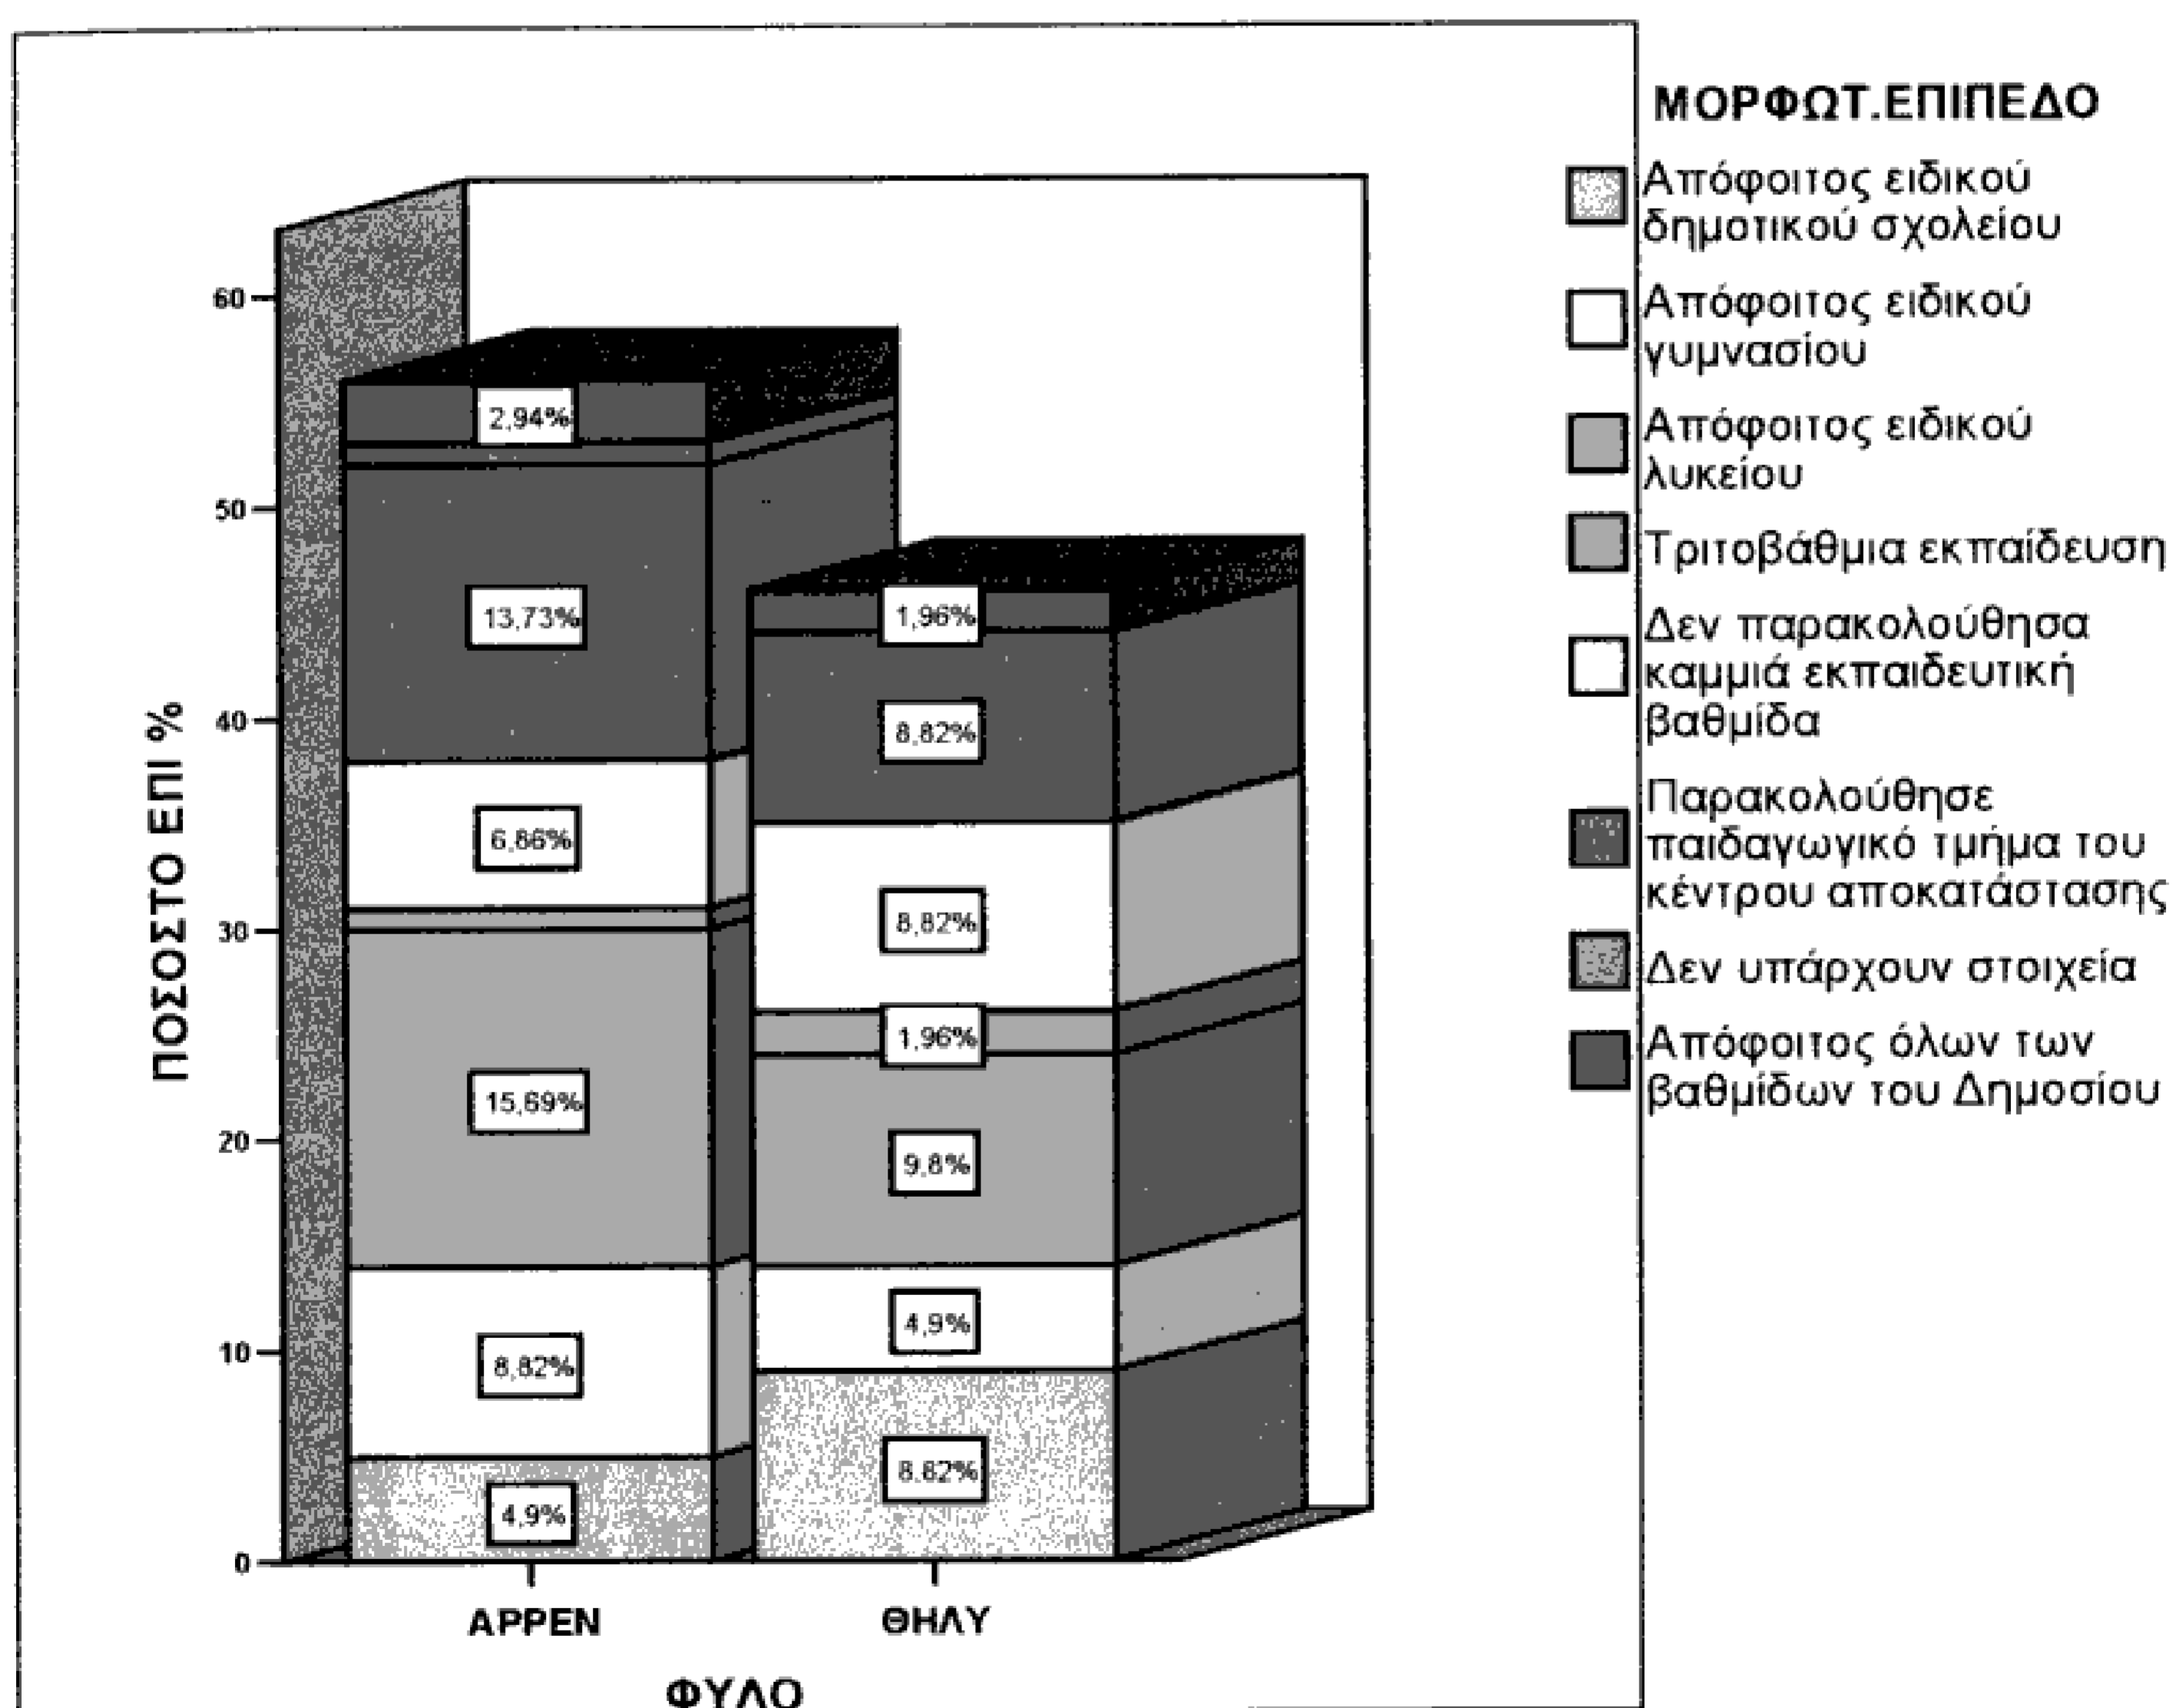 ΜΟΡΦΩΤ.ΕΠΙΠΕΔΟ
Απόφοιτος ειδικού
δημοτικού σχολείου
Απόφοιτος ειδικού
γυμνασίου
Απόφοιτος ειδικού
λυκείου
Τριτοβάθμια εκπαίδευση
Δεν παρακολούθησα
καμμιά εκπαιδευτική
βαθμίδα
Παρακολούθησε
παιδαγωγικό τμήμα του
κέντρου αποκατάστασης
Δεν υπάρχουν στοιχεία
Απόφοιτος όλων των
βαθμίδων του Δημοσίου
ΠΟΣΟΣΤΟ ΕΠΙ %
60
50
40
30
20
10
0
2,94%
13,73%
6,86%
15,69%
8,82%
4,9%
1,96%
8,82%
8,82%
1,96%
9,8%
4,9%
8,82%
ΑΡΡΕΝ
ΘΗΛΥ
ΦΥΛΟ